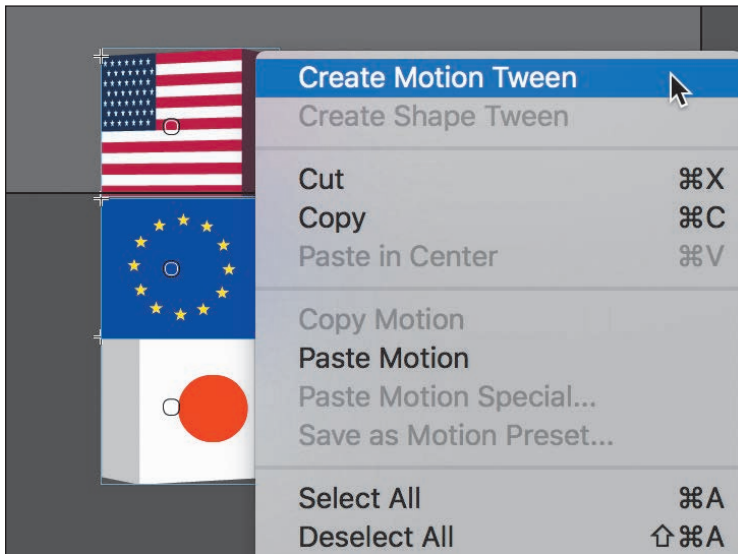 Create Motion Tween
Create Shape Tween
Cut ⌘X
Copy ⌘C
Paste in Center ⌘V
Copy Motion
Paste Motion
Paste Motion Special...
Save as Motion Preset...
Select All ⌘A
Deselect All ⇧⌘A